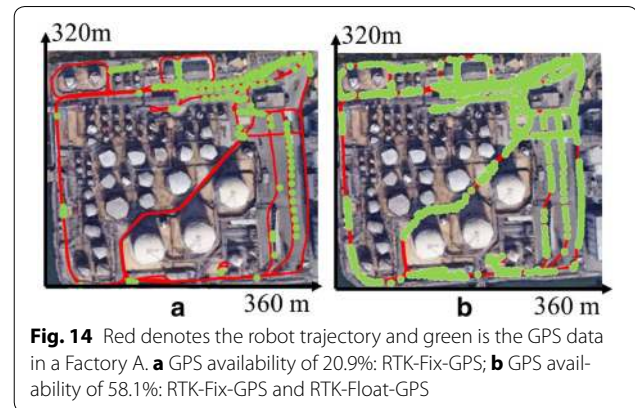 320m
320m
360 m
360 m
a
b
Fig. 14 Red denotes the robot trajectory and green is the GPS data
in a Factory A. a GPS availability of 20.9%: RTK-Fix-GPS; b GPS avail-
ability of 58.1%: RTK-Fix-GPS and RTK-Float-GPS